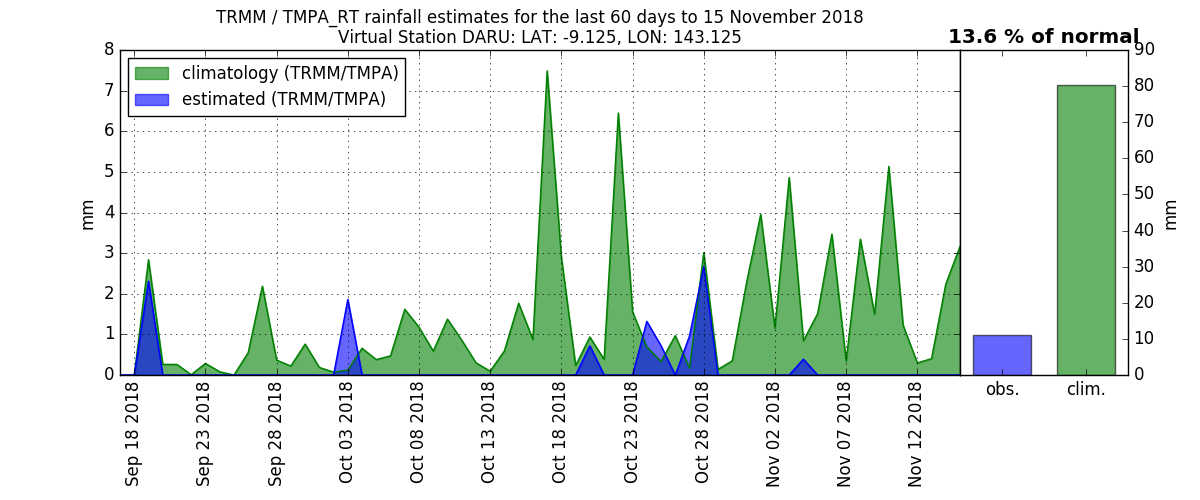 TRMM / TMPA_RT rainfall estimates for the last 60 days to 15 November 2018
Virtual Station DARU: LAT: -9.125, LON: 143.125
13.6 % of normal
climatology (TRMM/TMPA)
estimated (TRMM/TMPA)
8
7
6
5
4
3
2
1
0
mm
Sep 18 2018
Sep 23 2018
Sep 28 2018
Oct 03 2018
Oct 08 2018
Oct 13 2018
Oct 18 2018
Oct 23 2018
Oct 28 2018
Nov 02 2018
Nov 07 2018
Nov 12 2018
obs.
clim.
90
80
70
60
50
40
30
20
10
0
mm